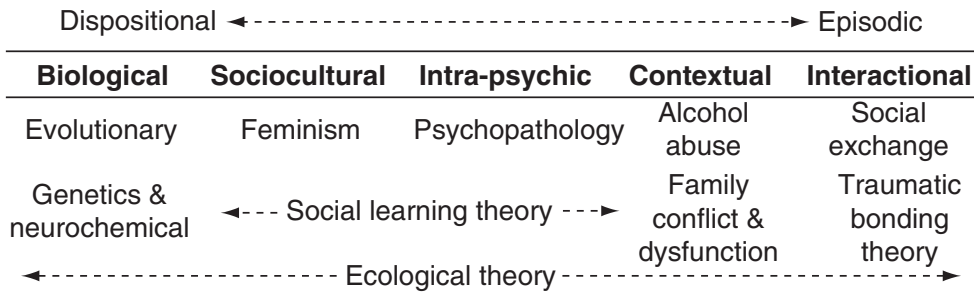 Dispositional Episodic
Biological Sociocultural Intra-psychic Contextual Interactional
Evolutionary Feminism Psychopathology Alcohol abuse Social exchange
Genetics & neurochemical Social learning theory Family conflict & dysfunction Traumatic bonding theory
Ecological theory